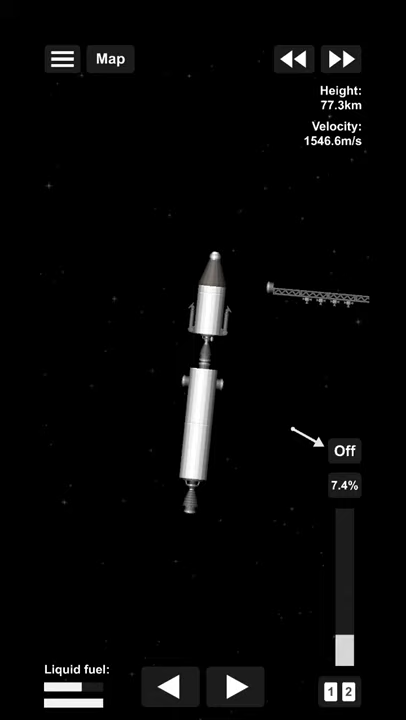 Map
Height:
77.3km
Velocity:
1546.6m/s
Off
7.4%
Liquid fuel:
1 2